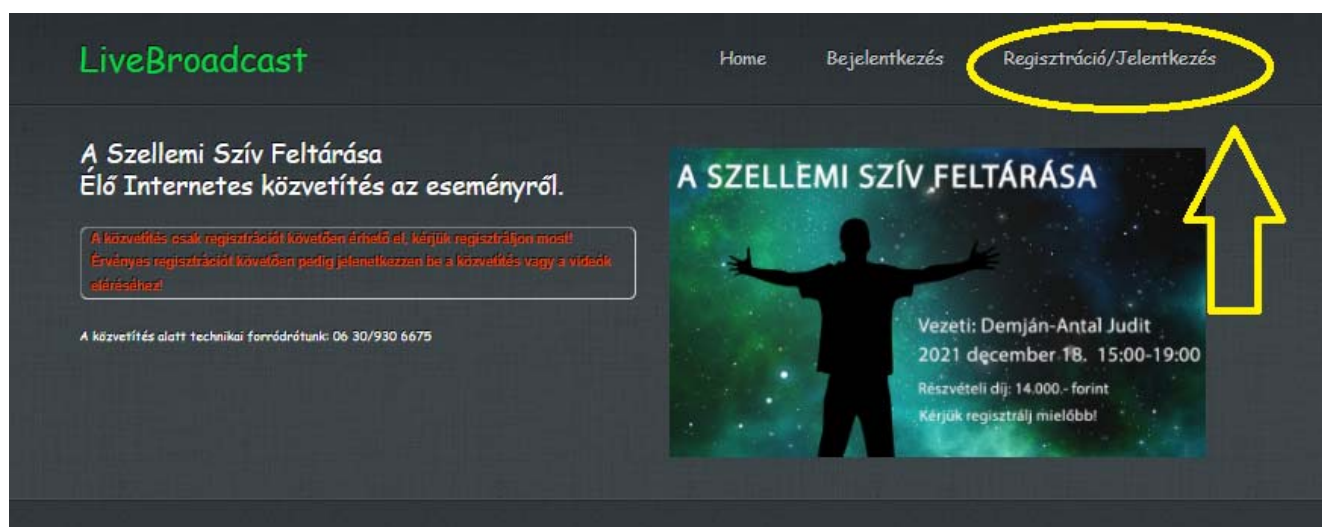 LiveBroadcast
Home
Bejelentkezés
Regisztráció/Jelentkezés
A Szellemi Szív Feltárása
Élő Internetes közvetítés az eseményről.
A közvetítés csak regisztrációt követően érhető el, kérjük regisztráljon most!
Érvényes regisztrációt követően pedig jelenetkezzen be a közvetítés vagy a videók
eléréséhez!
A közvetítés alatt technikai forródrótunk: 06 30/930 6675
A SZELLEMI SZÍV FELTÁRÁSA
Vezeti: Demján-Antal Judit
2021 december 18. 15:00-19:00
Részvételi díj: 14.000.- forint
Kérjük regisztrálj mielőbb!